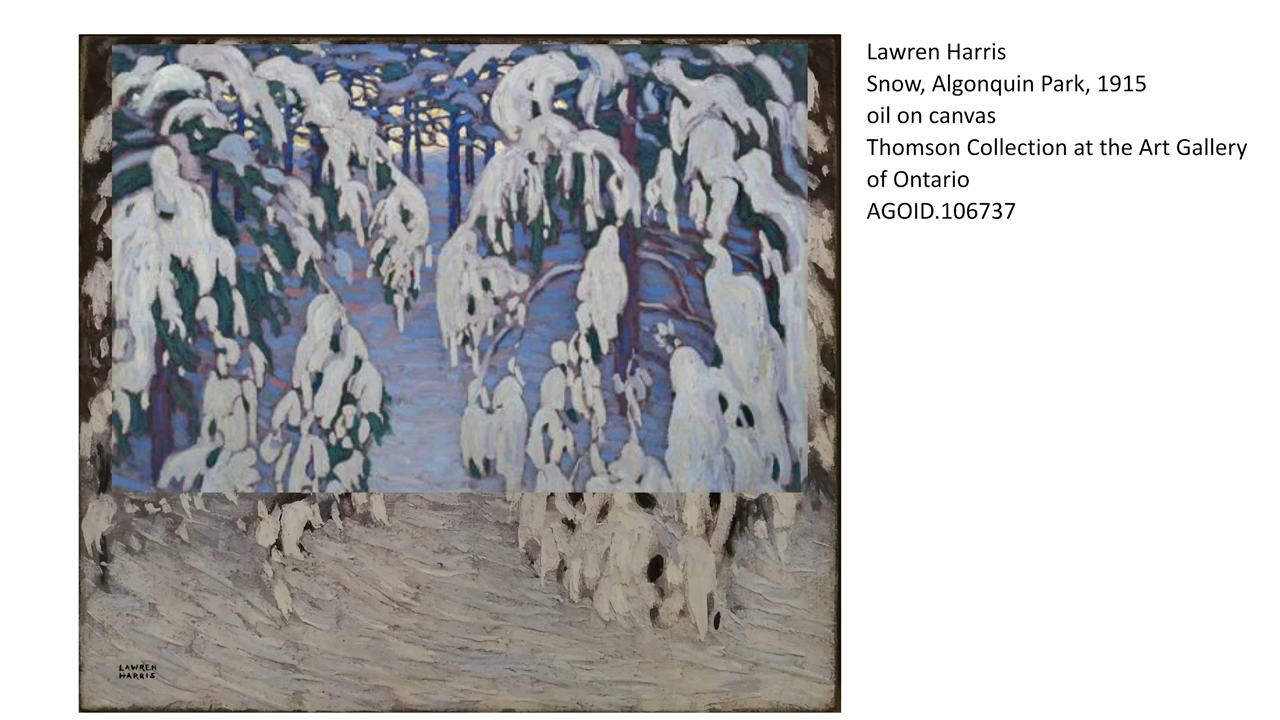 Lawren Harris
Snow, Algonquin Park, 1915
oil on canvas
Thomson Collection at the Art Gallery
of Ontario
AGOID.106737
LAWREN
HARRIS